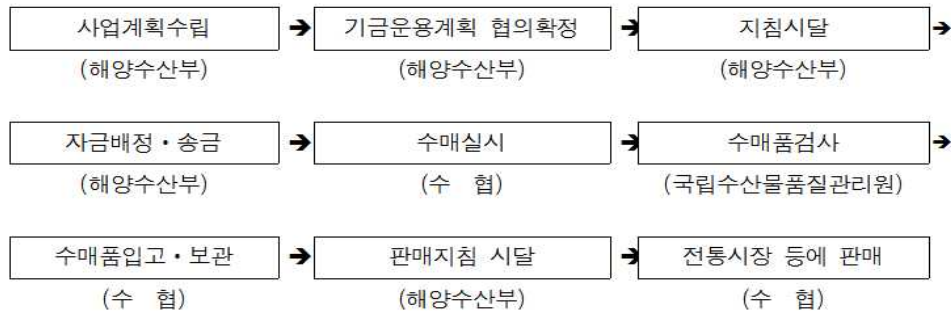 사업계획수립 ➔ 기금운용계획 협의확정 ➔ 지침시달 ➔
(해양수산부) (해양수산부) (해양수산부)
자금배정・송금 ➔ 수매실시 ➔ 수매품검사 ➔
(해양수산부) (수 협) (국립수산물품질관리원)
수매품입고・보관 ➔ 판매지침 시달 ➔ 전통시장 등에 판매
(수 협) (해양수산부) (수 협)